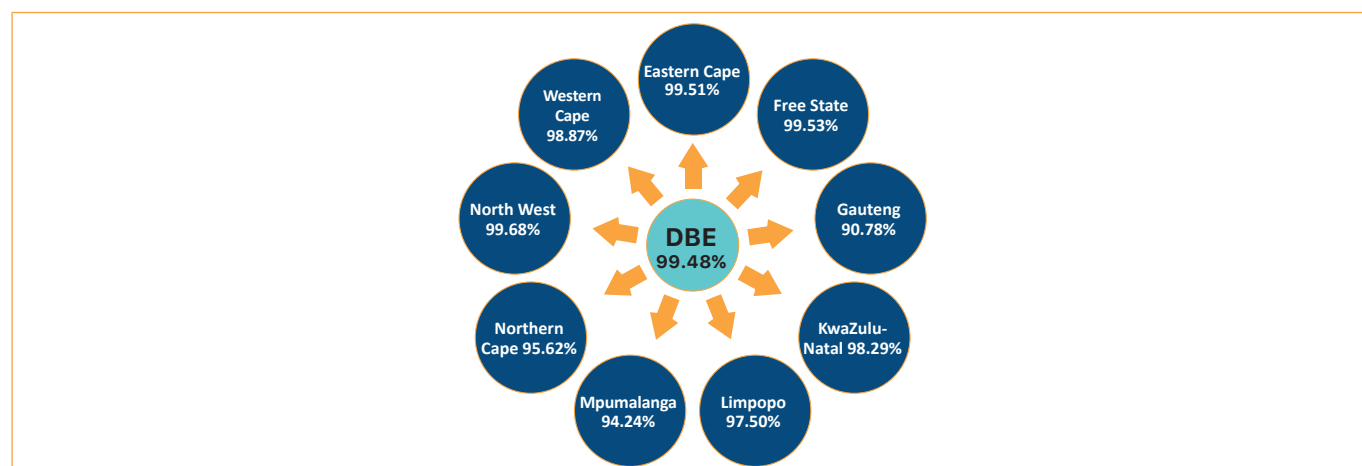 Eastern Cape
99.51%
Free State
99.53%
Gauteng
90.78%
KwaZulu-
Natal 98.29%
Limpopo
97.50%
Mpumalanga
94.24%
Northern
Cape 95.62%
North West
99.68%
Western
Cape
98.87%
DBE
99.48%